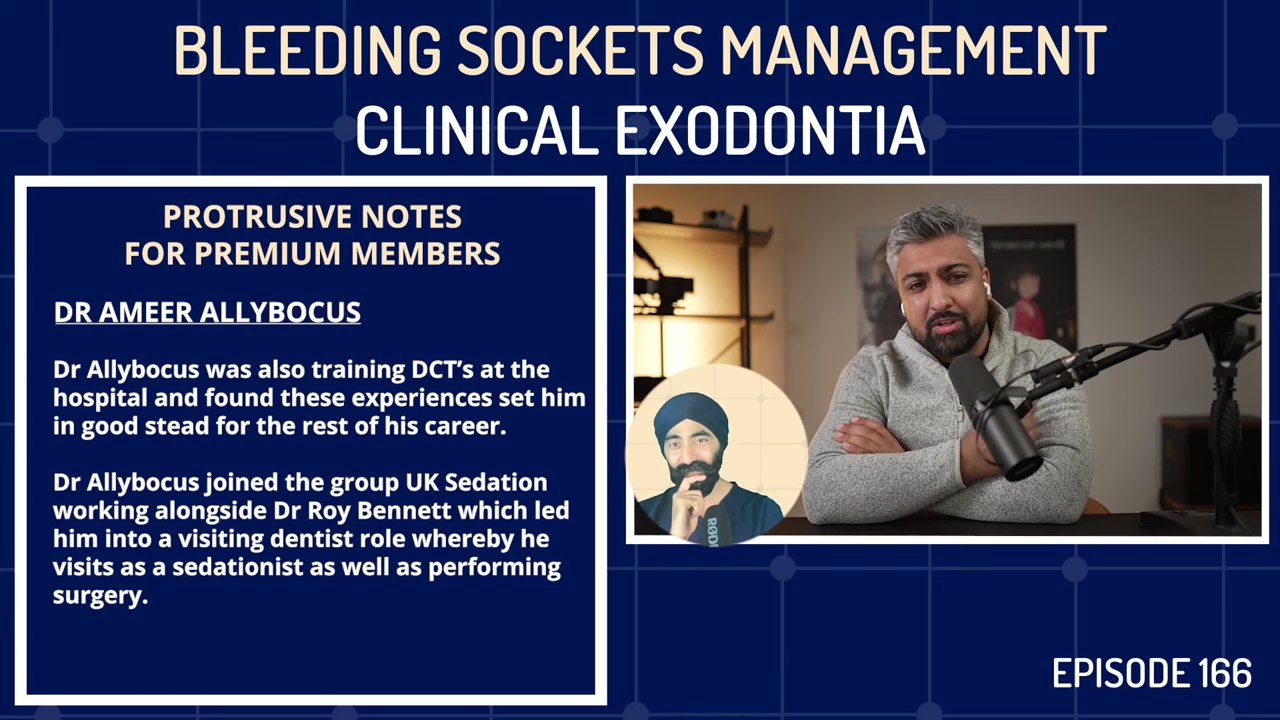 BLEEDING SOCKETS MANAGEMENT
CLINICAL EXODONTIA
PROTRUSIVE NOTES
FOR PREMIUM MEMBERS
DR AMEER ALLYBOCUS
Dr Allybocus was also training DCT’s at the
hospital and found these experiences set him
in good stead for the rest of his career.
Dr Allybocus joined the group UK Sedation
working alongside Dr Roy Bennett which led
him into a visiting dentist role whereby he
visits as a sedationist as well as performing
surgery.
RØD
EPISODE 166